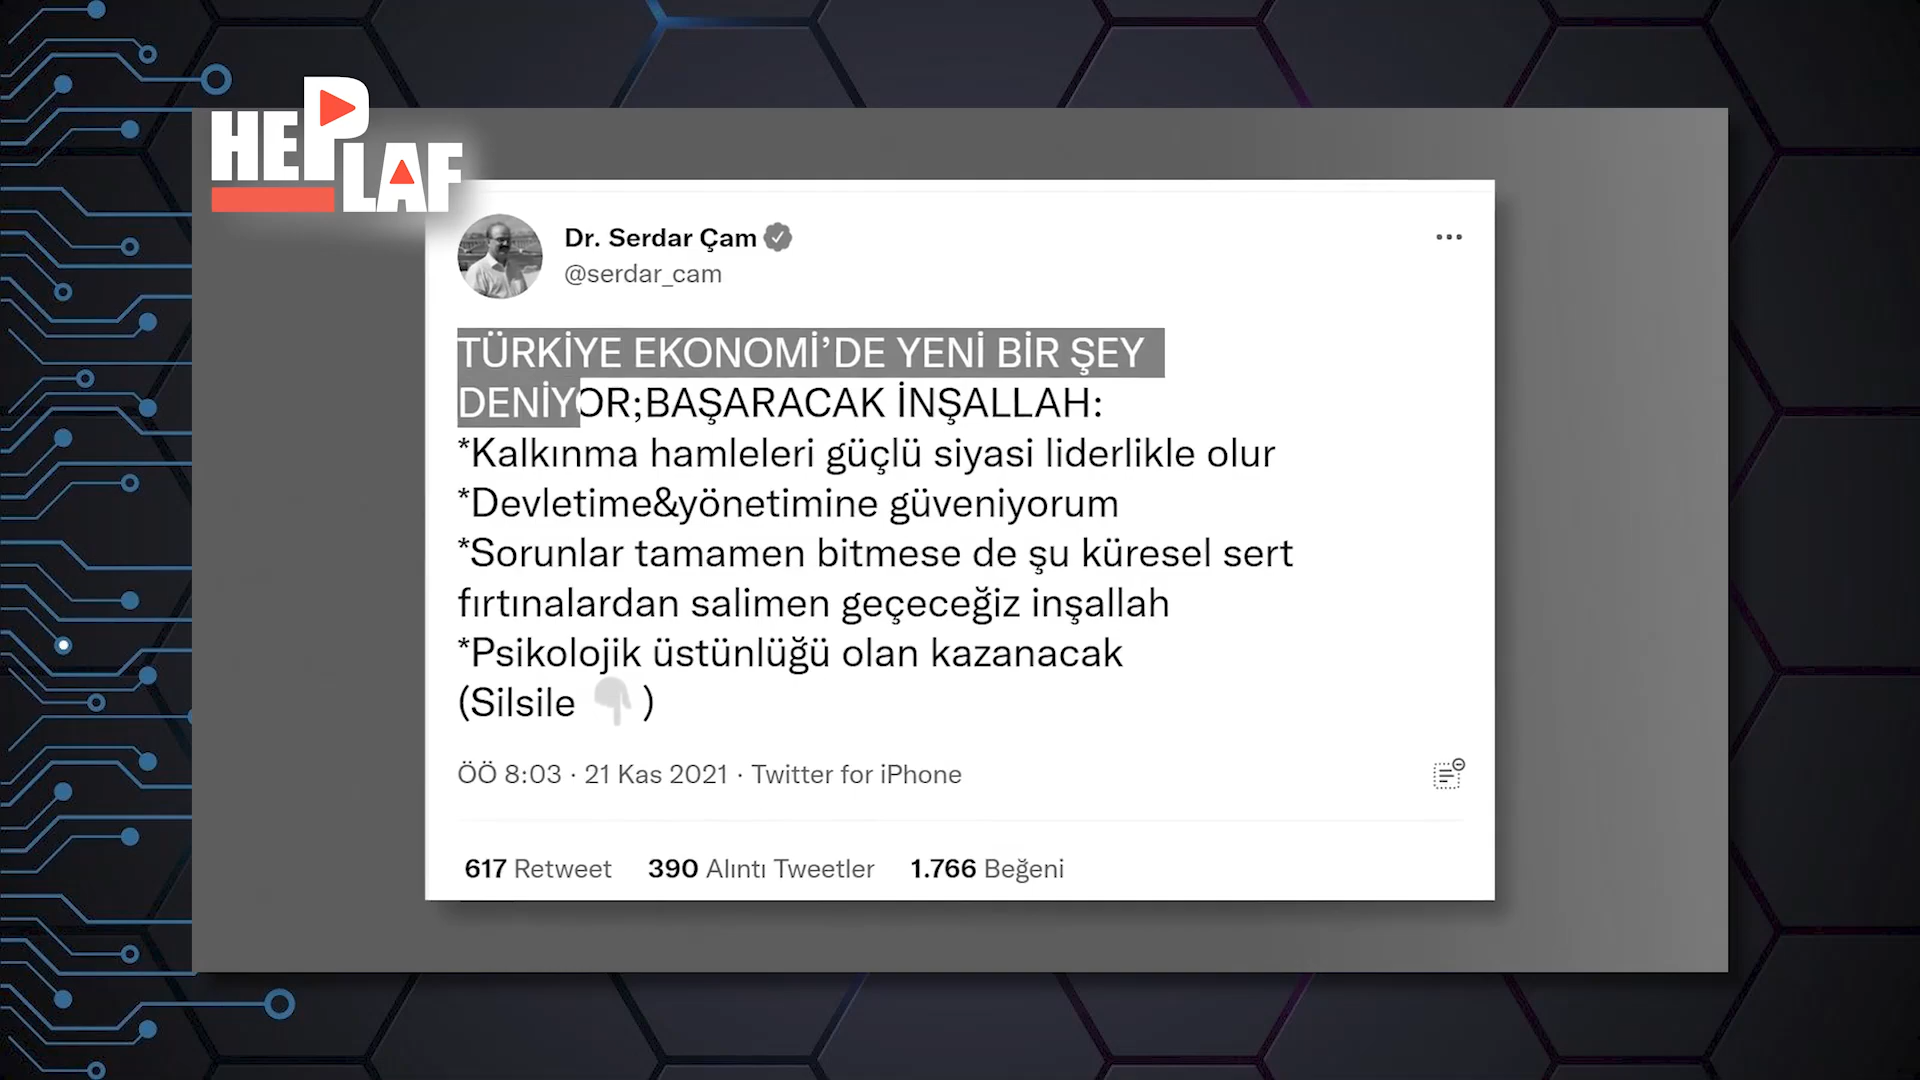 HEP
LAF
Dr. Serdar Çam
@serdar_cam
TÜRKİYE EKONOMİ’DE YENİ BİR ŞEY
DENİYOR;BAŞARACAK İNŞALLAH:
*Kalkınma hamleleri güçlü siyasi liderlikle olur
*Devletime&yönetimine güveniyorum
*Sorunlar tamamen bitmese de şu küresel sert
fırtınalardan salimen geçeceğiz inşallah
*Psikolojik üstünlüğü olan kazanacak
(Silsile 👇)
ÖÖ 8:03 · 21 Kas 2021 · Twitter for iPhone
617 Retweet 390 Alıntı Tweetler 1.766 Beğeni